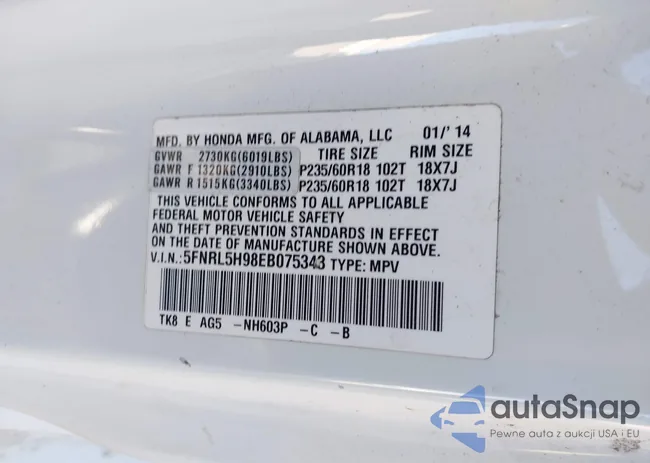 MFD. BY HONDA MFG. OF ALABAMA, LLC 01/'14
GVWR 2730KG(6019LBS) TIRE SIZE RIM SIZE
GAWR F 1320KG(2910LBS) P235/60R18 102T 18X7J
GAWR R 1515KG(3340LBS) P235/60R18 102T 18X7J
THIS VEHICLE CONFORMS TO ALL APPLICABLE
FEDERAL MOTOR VEHICLE SAFETY
AND THEFT PREVENTION STANDARDS IN EFFECT
ON THE DATE OF MANUFACTURE SHOWN ABOVE.
V.I.N.: 5FNRL5H98EB075343 TYPE: MPV
TK8 E AG5 -NH603P -C -B
autoSnap
Pewne auta z aukcji USA i EU